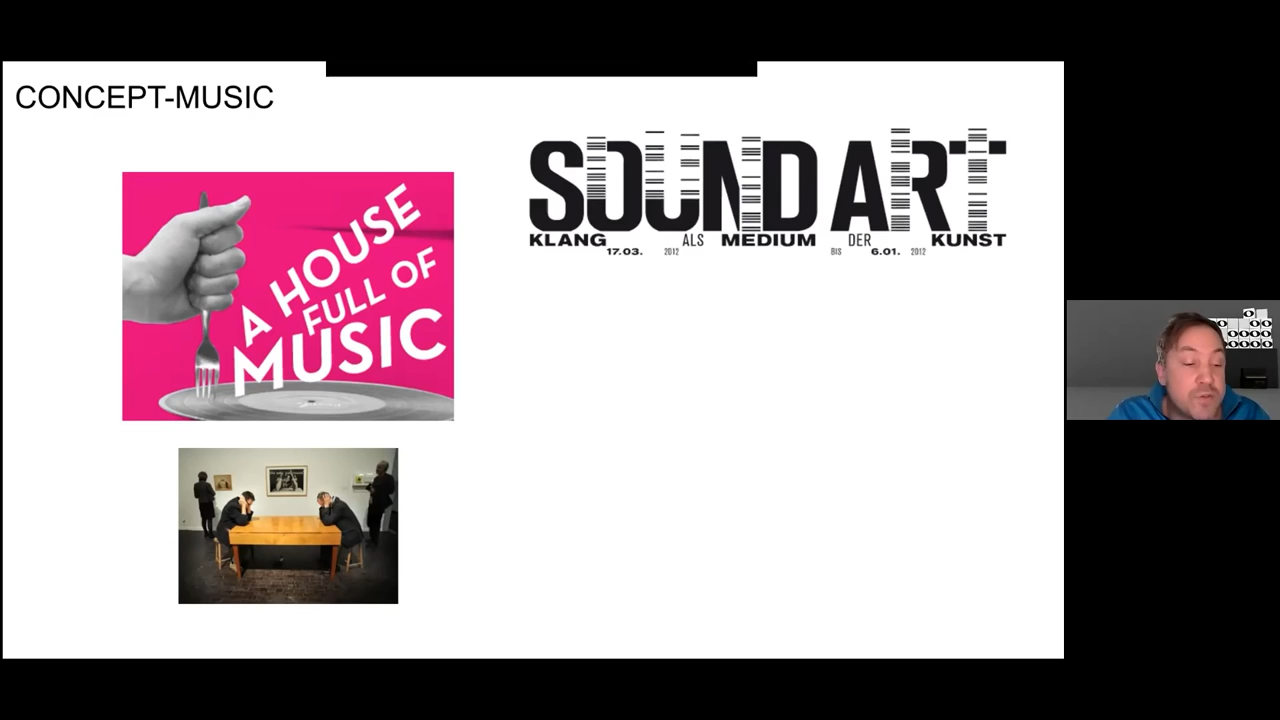 CONCEPT-MUSIC
A HOUSE
FULL OF
MUSIC
SOUND ART
KLANG ALS MEDIUM DER KUNST
17.03. 2012 BIS 6.01. 2012